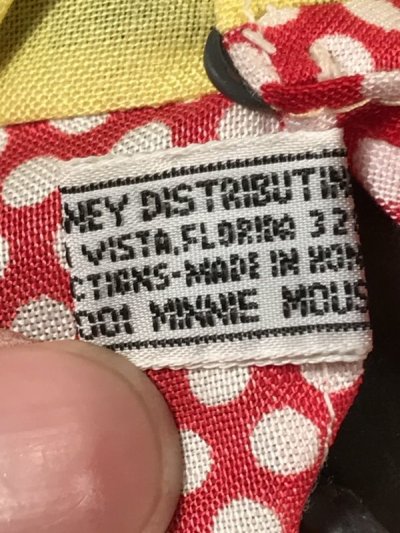 NEY DISTRIBUTIN
VISTA, FLORIDA 32
CTIONS-MADE IN HON
001 MINNIE MOUS